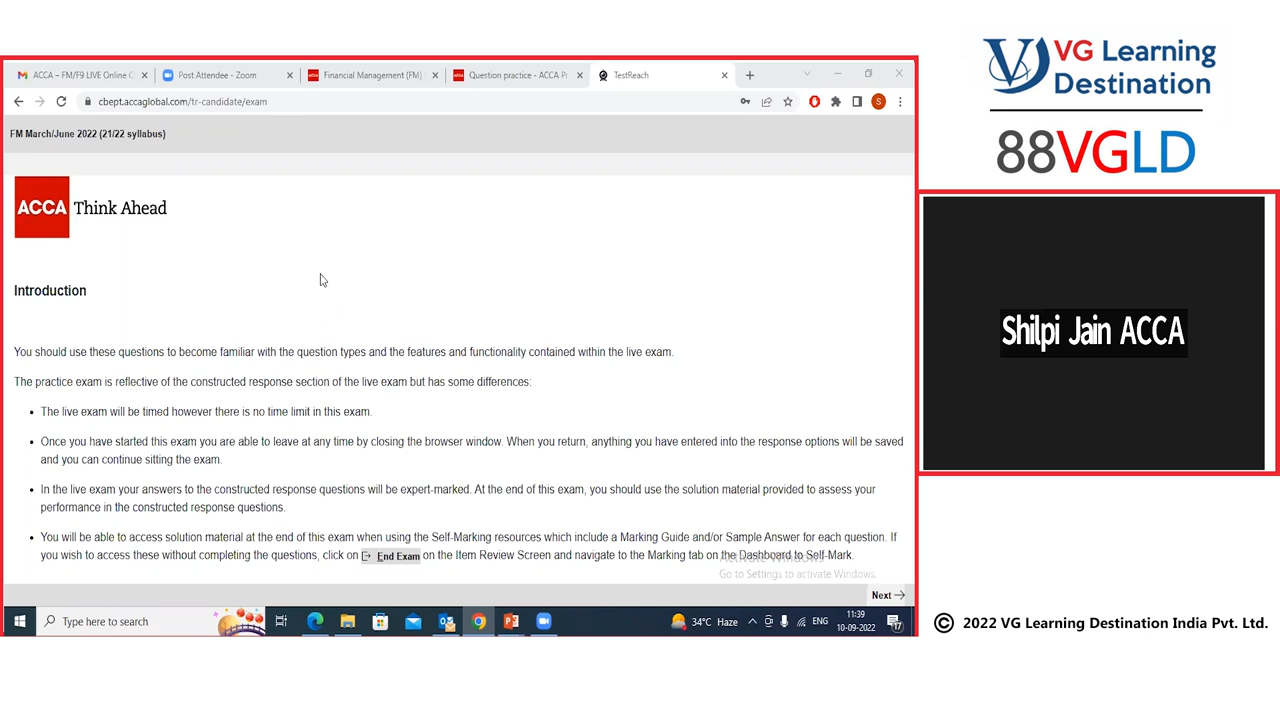 ACCA – FM/F9 LIVE Online C
Post Attendee - Zoom
Financial Management (FM)
Question practice - ACCA Pr
TestReach
cbept.accaglobal.com/tr-candidate/exam
FM March/June 2022 (21/22 syllabus)
ACCA Think Ahead
Introduction
You should use these questions to become familiar with the question types and the features and functionality contained within the live exam.
The practice exam is reflective of the constructed response section of the live exam but has some differences:
• The live exam will be timed however there is no time limit in this exam.
• Once you have started this exam you are able to leave at any time by closing the browser window. When you return, anything you have entered into the response options will be saved
and you can continue sitting the exam.
• In the live exam your answers to the constructed response questions will be expert-marked. At the end of this exam, you should use the solution material provided to assess your
performance in the constructed response questions.
• You will be able to access solution material at the end of this exam when using the Self-Marking resources which include a Marking Guide and/or Sample Answer for each question. If
you wish to access these without completing the questions, click on End Exam on the Item Review Screen and navigate to the Marking tab on the Dashboard to Self-Mark.
Activate Windows
Go to Settings to activate Windows.
Next
Type here to search
34°C Haze
ENG
11:39
10-09-2022
17
VG Learning
Destination
88VGLD
Shilpi Jain ACCA
© 2022 VG Learning Destination India Pvt. Ltd.